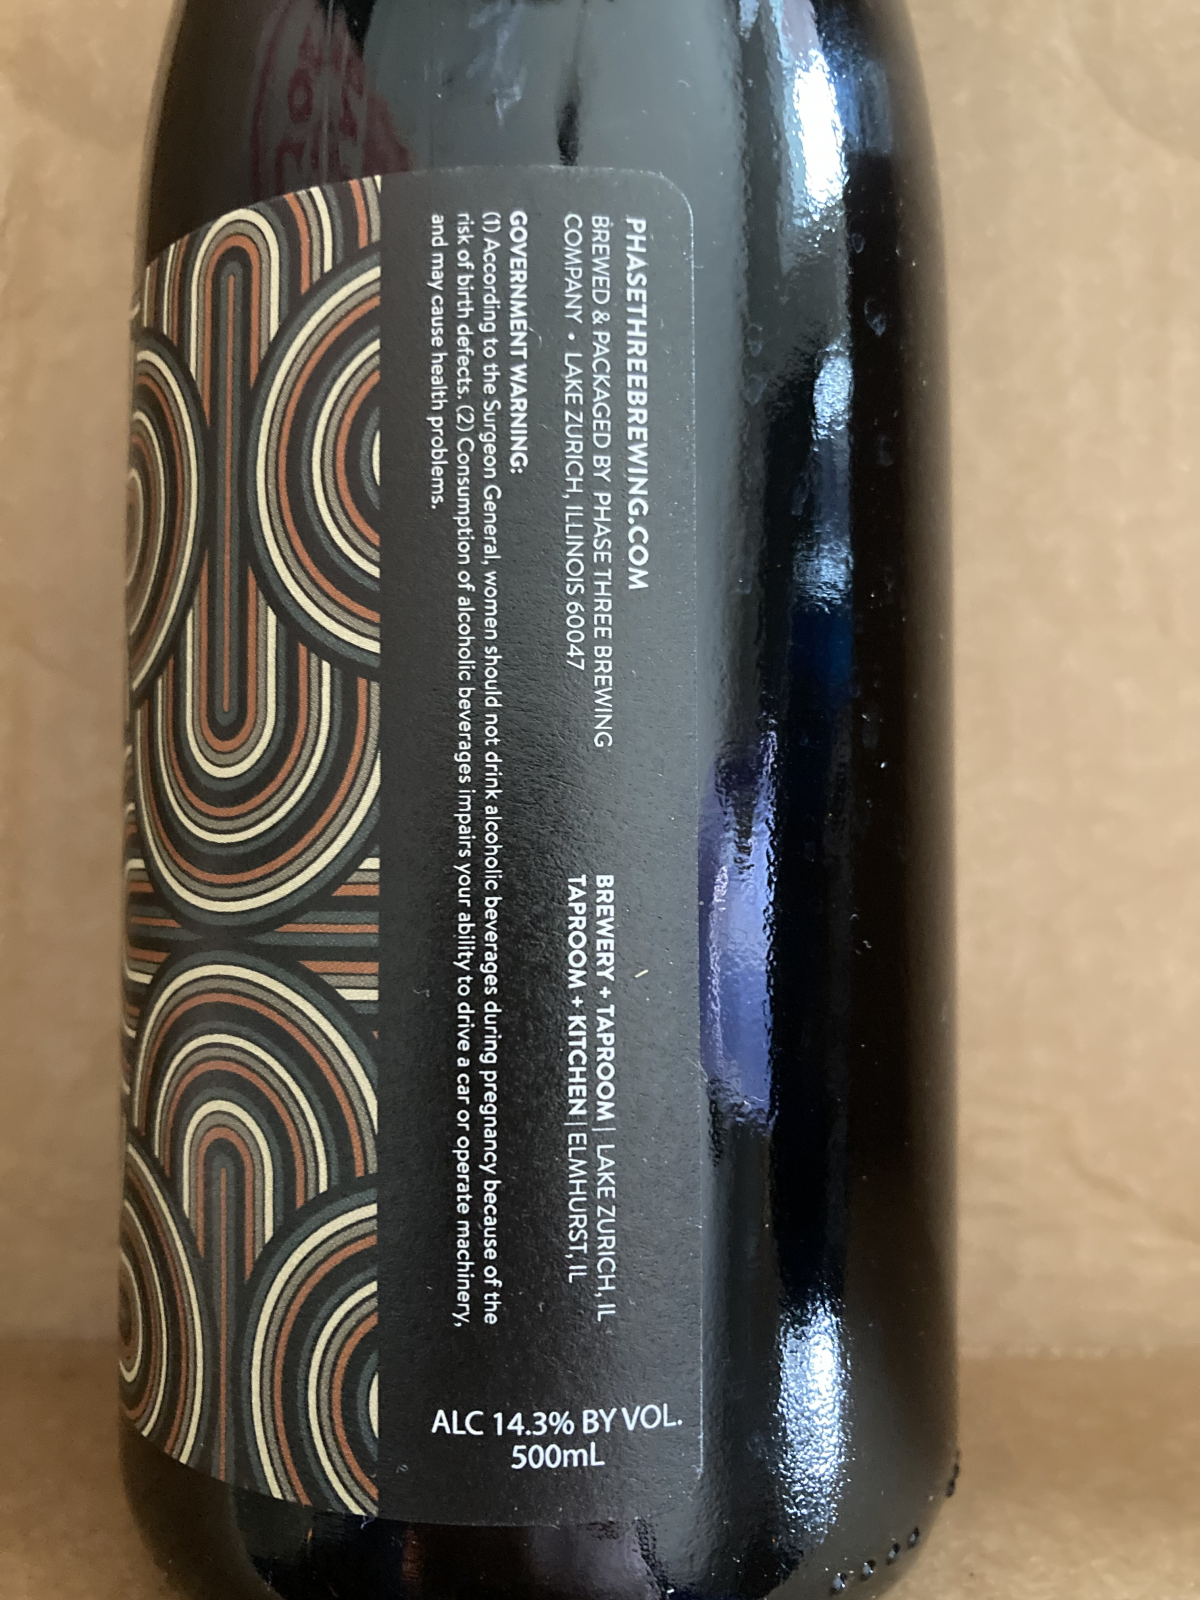 PHASETHREEBREWING.COM
BREWED & PACKAGED BY PHASE THREE BREWING
COMPANY • LAKE ZURICH, ILLINOIS 60047
BREWERY + TAPROOM | LAKE ZURICH, IL
TAPROOM + KITCHEN | ELMHURST, IL
GOVERNMENT WARNING:
(1) According to the Surgeon General, women should not drink alcoholic beverages during pregnancy because of the
risk of birth defects. (2) Consumption of alcoholic beverages impairs your ability to drive a car or operate machinery,
and may cause health problems.
ALC 14.3% BY VOL.
500mL